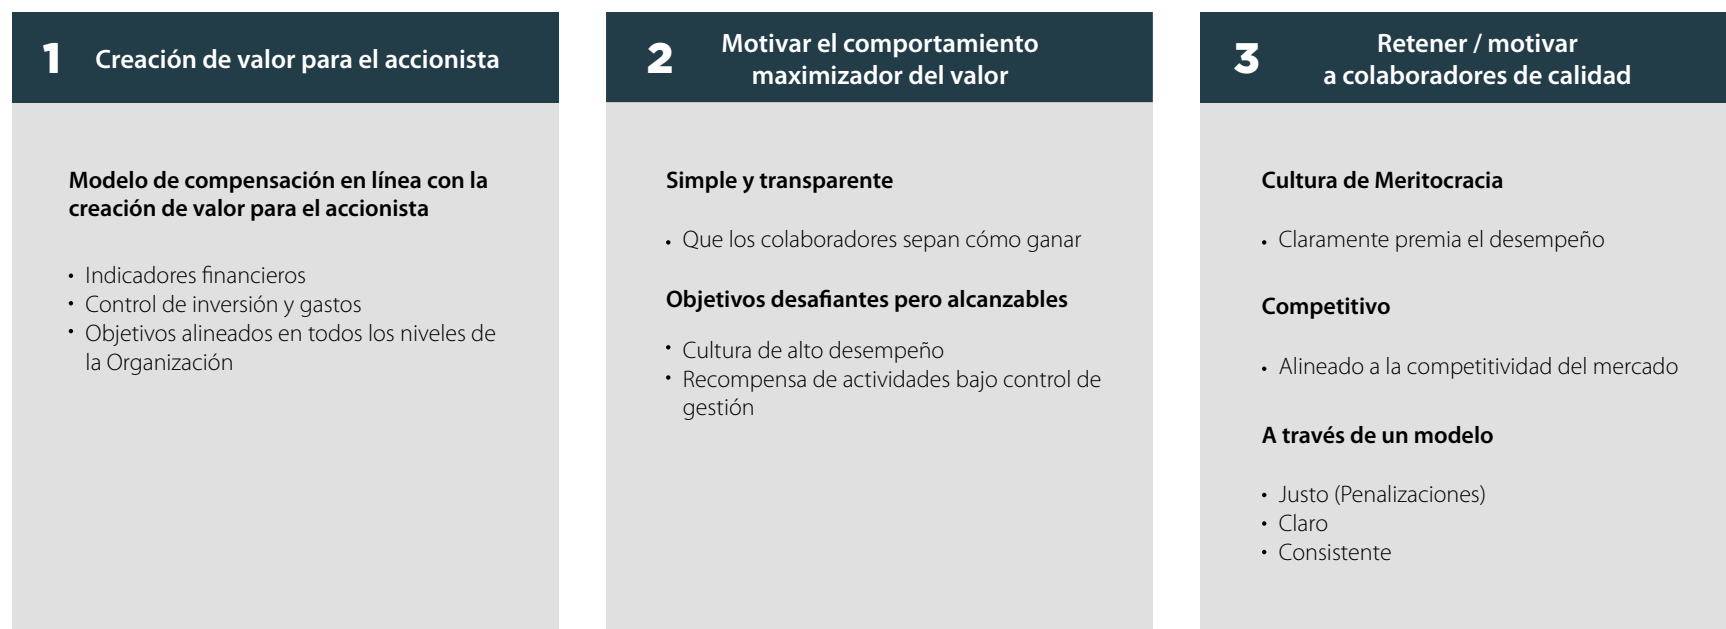 1 Creación de valor para el accionista
Modelo de compensación en línea con la
creación de valor para el accionista
• Indicadores financieros
• Control de inversión y gastos
• Objetivos alineados en todos los niveles de
la Organización
2 Motivar el comportamiento
maximizador del valor
Simple y transparente
• Que los colaboradores sepan cómo ganar
Objetivos desafiantes pero alcanzables
• Cultura de alto desempeño
• Recompensa de actividades bajo control de
gestión
3 Retener / motivar
a colaboradores de calidad
Cultura de Meritocracia
• Claramente premia el desempeño
Competitivo
• Alineado a la competitividad del mercado
A través de un modelo
• Justo (Penalizaciones)
• Claro
• Consistente